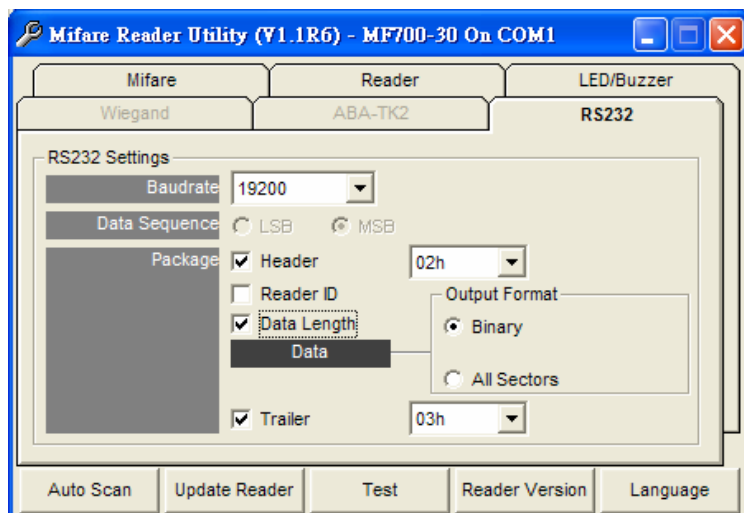 Mifare Reader Utility (V1.1R6) - MF700-30 On COM1
Mifare Reader LED/Buzzer
Wiegand ABA-TK2 RS232
RS232 Settings
Baudrate 19200
Data Sequence LSB MSB
Package Header 02h
Reader ID Output Format
Data Length Binary
Data
All Sectors
Trailer 03h
Auto Scan Update Reader Test Reader Version Language